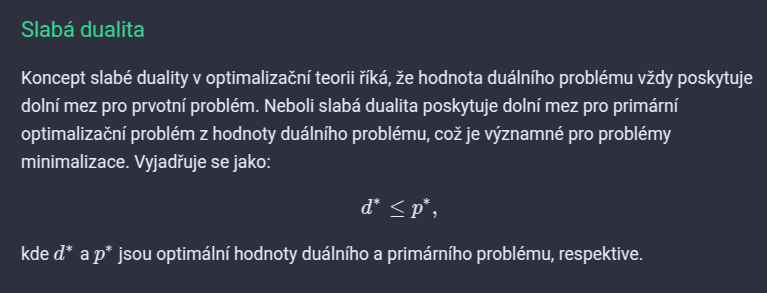 Slabá dualita
Koncept slabé duality v optimalizační teorii říká, že hodnota duálního problému vždy poskytuje
dolní mez pro prvotní problém. Neboli slabá dualita poskytuje dolní mez pro primární
optimalizační problém z hodnoty duálního problému, což je významné pro problémy
minimalizace. Vyjadřuje se jako:
d* ≤ p*,
kde d* a p* jsou optimální hodnoty duálního a primárního problému, respektive.